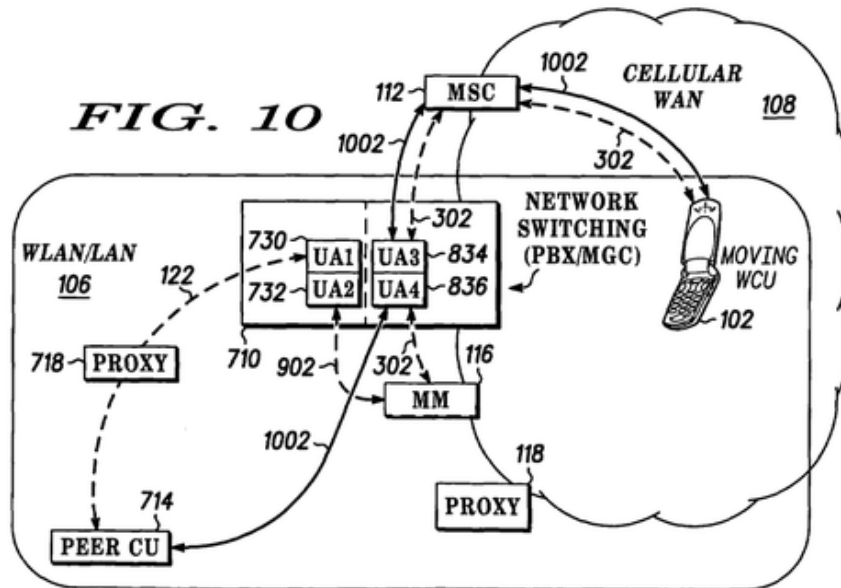 FIG. 10
1002
CELLULAR
WAN
108
112
MSC
1002
302
302
NETWORK
SWITCHING
(PBX/MGC)
WLAN/LAN
106
122
730
UA1
UA3
834
732
UA2
UA4
836
MOVING
WCU
102
710
718
PROXY
902
302
116
MM
1002
118
PROXY
714
PEER CU